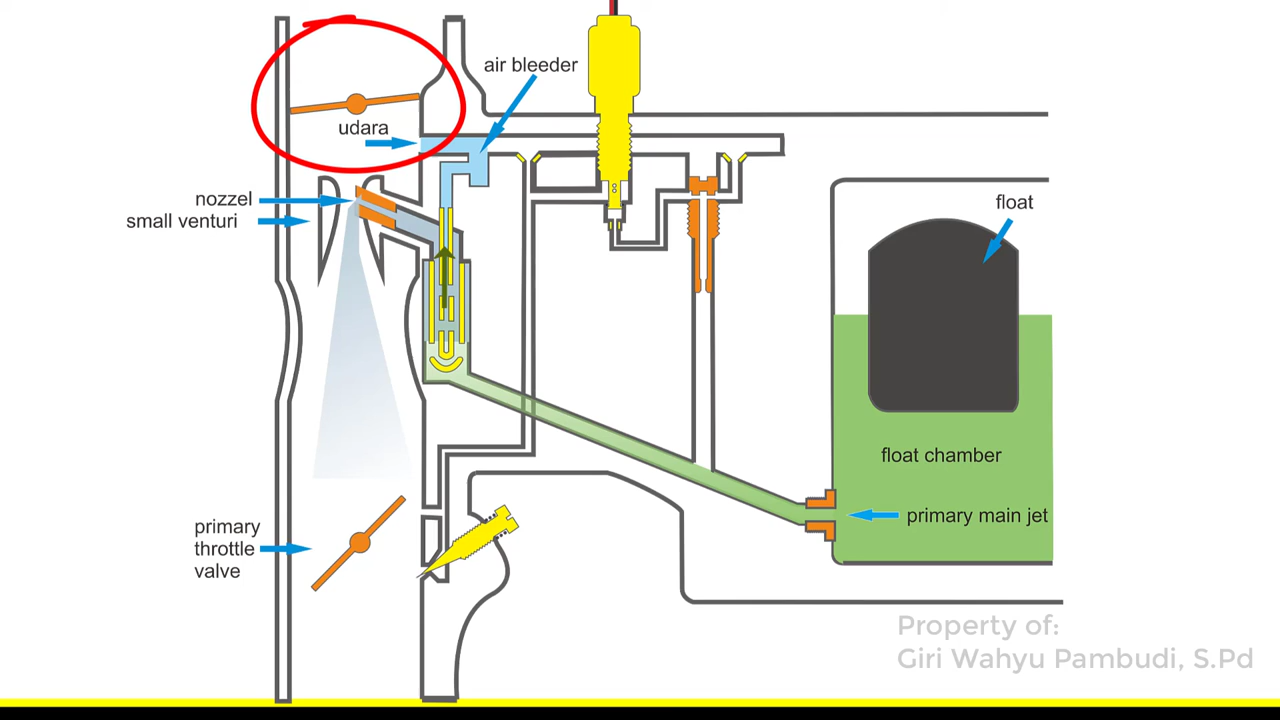 air bleeder
udara
nozzel
small venturi
float
float chamber
primary main jet
primary
throttle
valve
Property of:
Giri Wahyu Pambudi, S.Pd